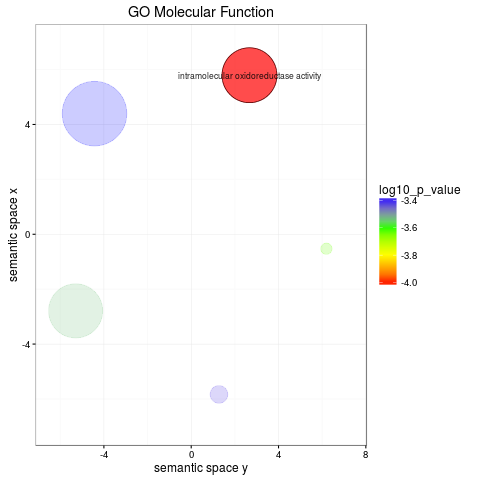 GO Molecular Function
intramolecular oxidoreductase activity
semantic space x
4
0
-4
-4
0
4
8
semantic space y
log10_p_value
-3.4
-3.6
-3.8
-4.0